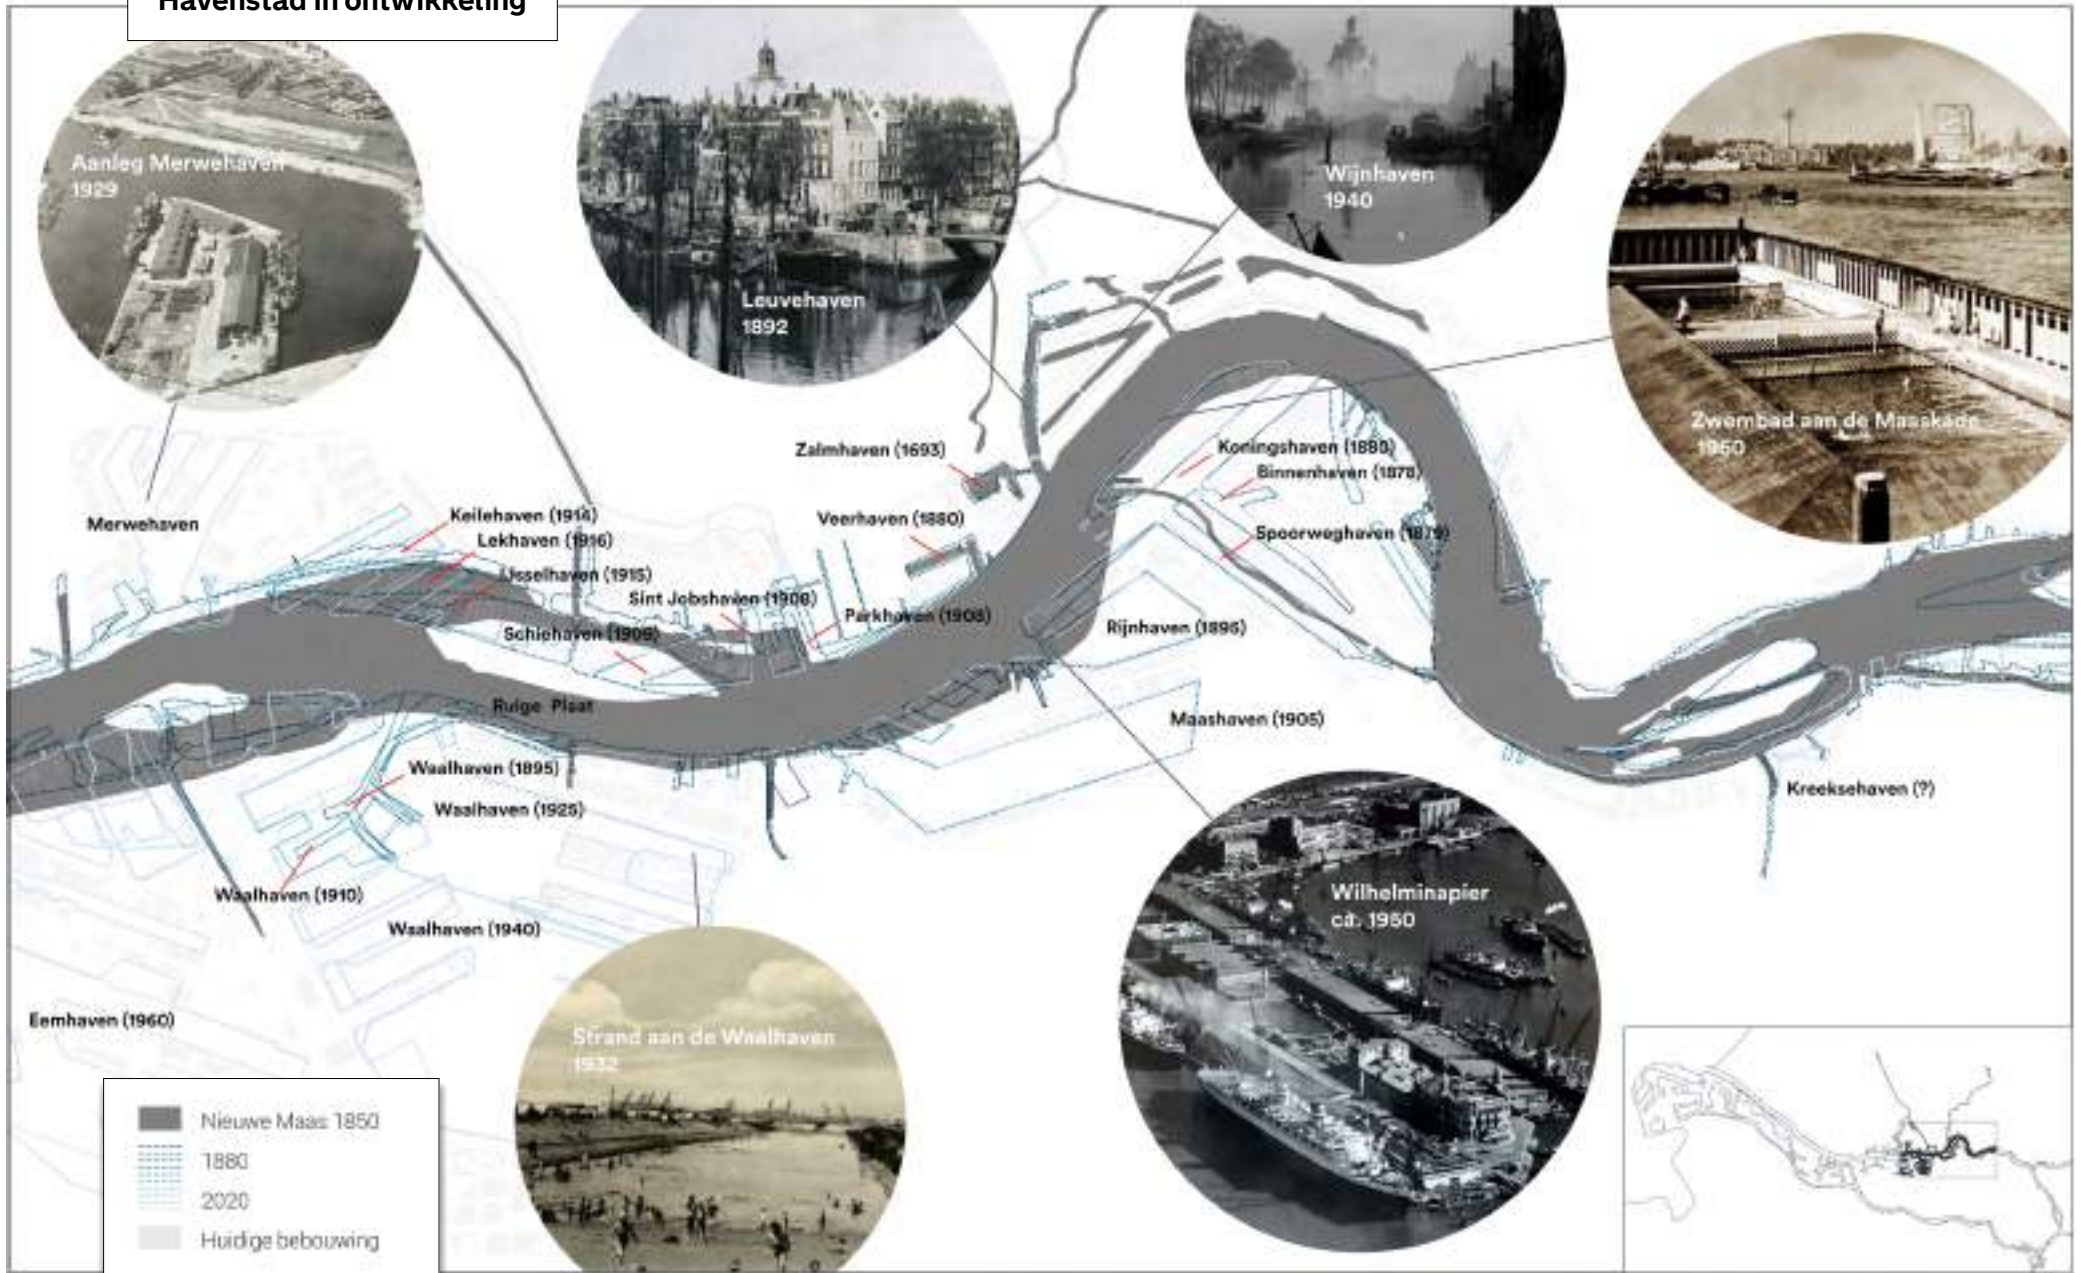 Havenstad in ontwikkeling
Aanleg Merwehaven
1929
Leuvehaven
1892
Wijnhaven
1940
Zwembad aan de Maaskade
1950
Zalmhaven (1693)
Koningshaven (1880)
Binnenhaven (1878)
Merwehaven
Keilehaven (1914)
Veerhaven (1880)
Lekhaven (1916)
Spoorweghaven (1879)
IJsselhaven (1915)
Sint Jobshaven (1908)
Parkhaven (1908)
Schiehaven (1909)
Rijnhaven (1895)
Ruige Plaat
Maashaven (1905)
Waalhaven (1895)
Kreeksehaven (?)
Waalhaven (1925)
Waalhaven (1910)
Wilhelminapier
ca. 1950
Waalhaven (1940)
Eemhaven (1960)
Strand aan de Waalhaven
1932
Nieuwe Maas 1850
1880
2020
Huidige bebouwing